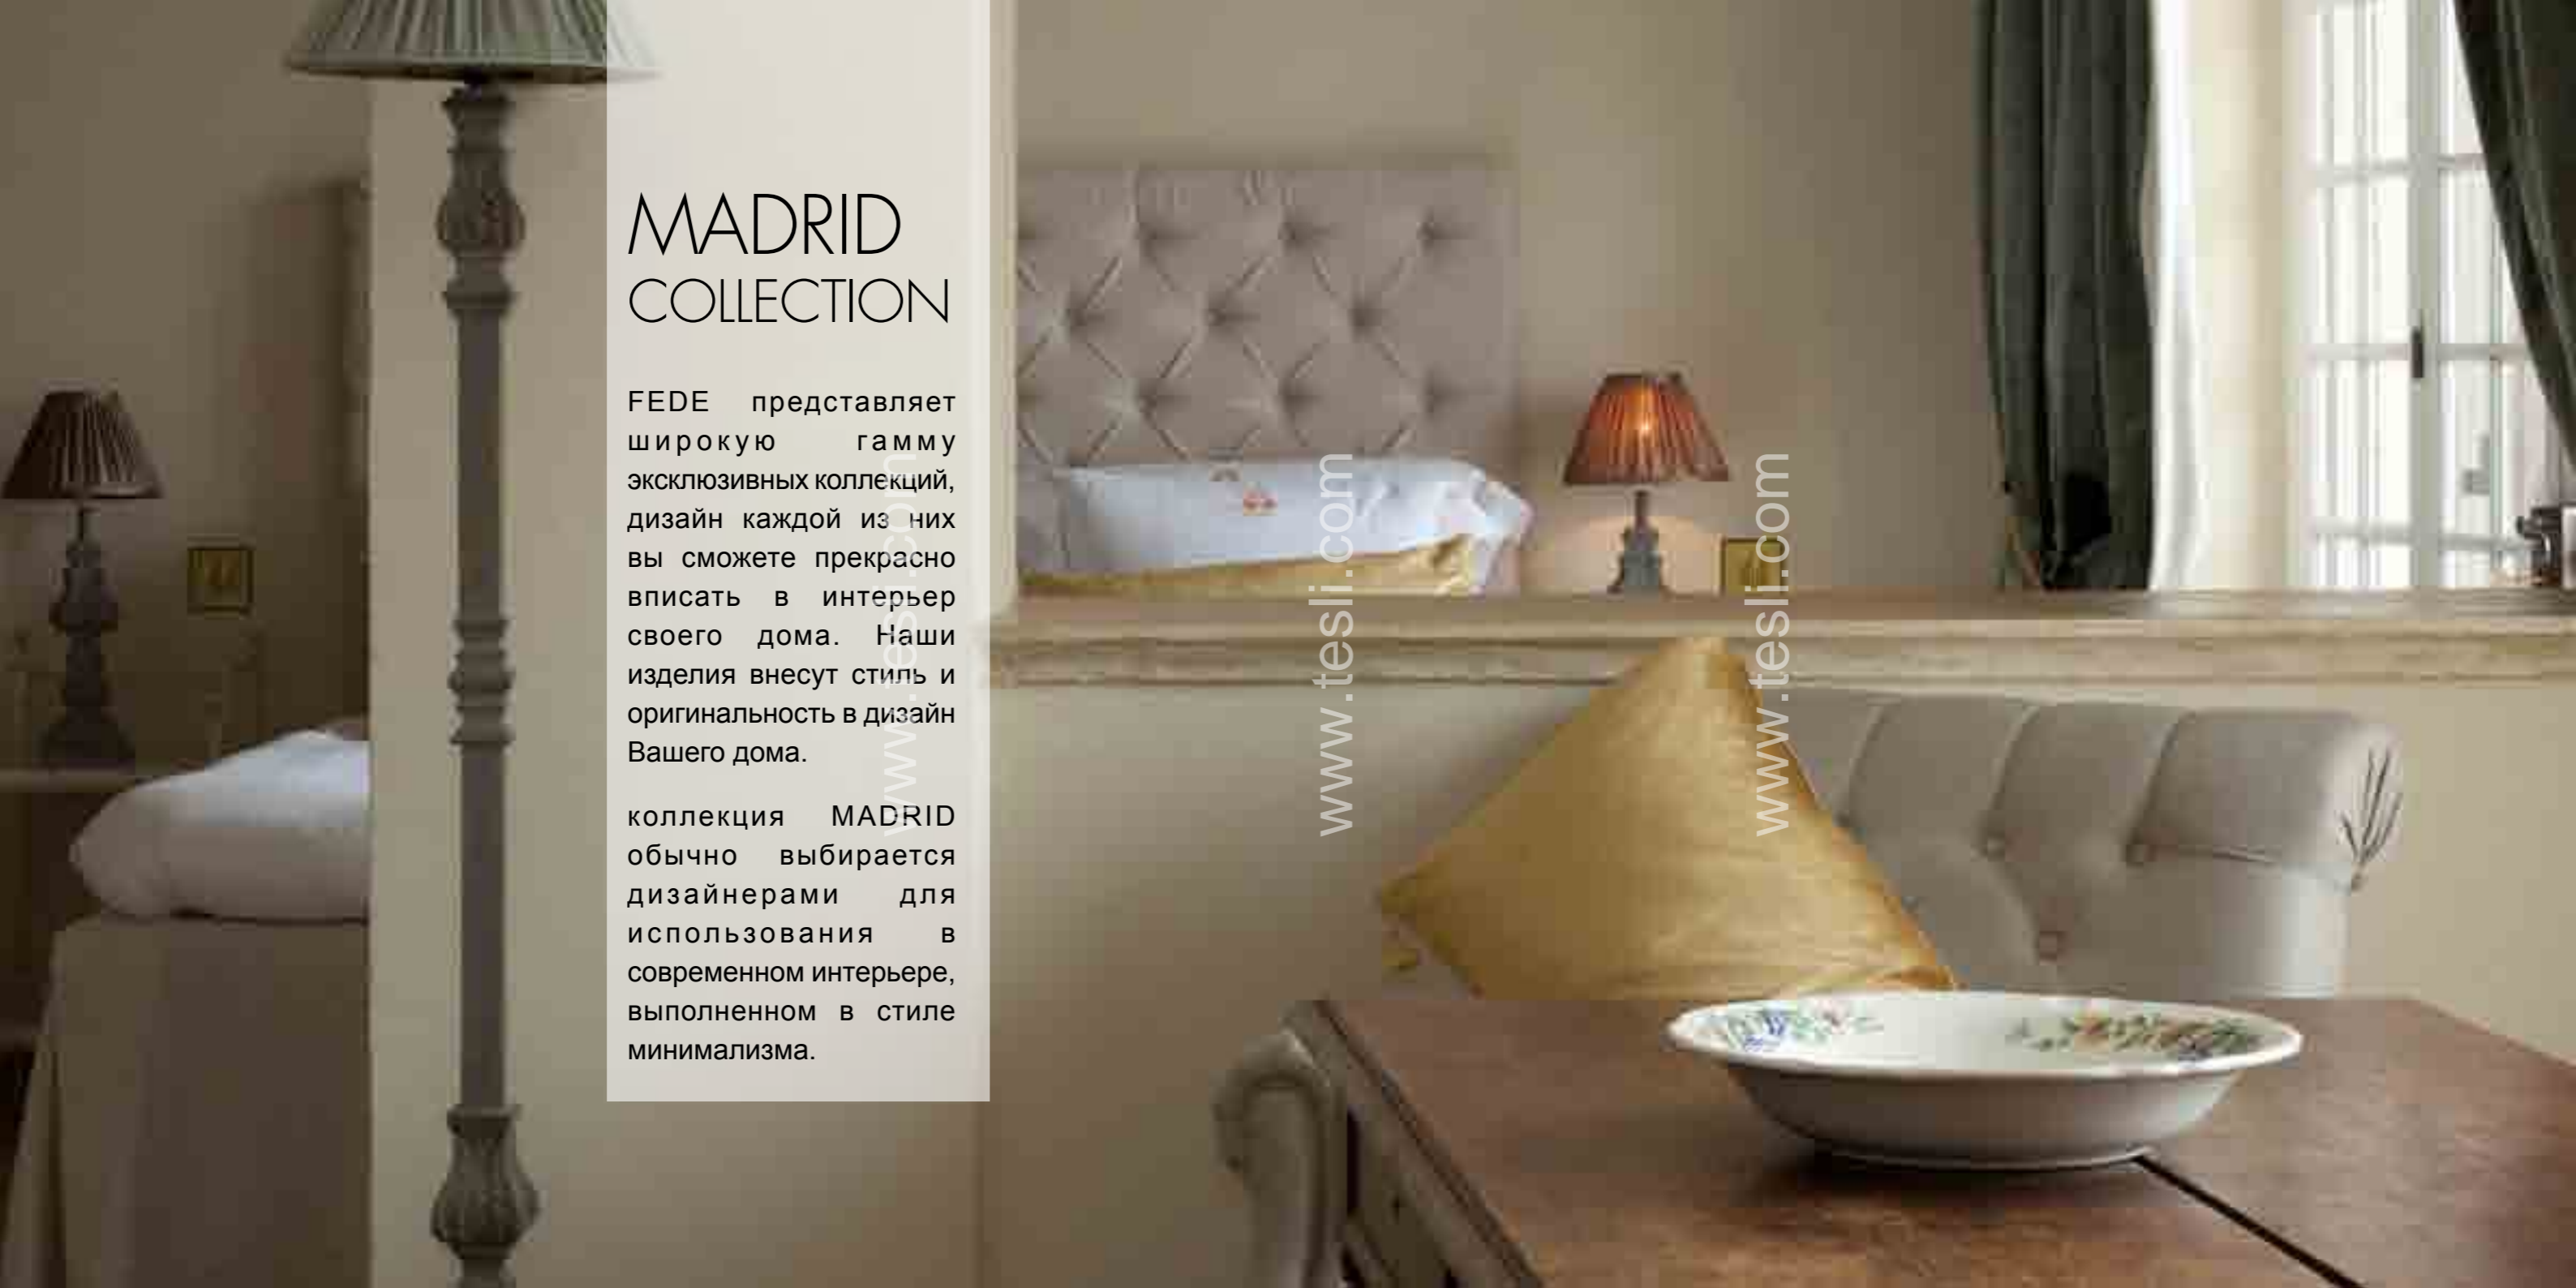 MADRID
COLLECTION
FEDE представляет
широкую гамму
эксклюзивных коллекций,
дизайн каждой из них
вы сможете прекрасно
вписать в интерьер
своего дома. Наши
изделия внесут стиль и
оригинальность в дизайн
Вашего дома.
коллекция MADRID
обычно выбирается
дизайнерами для
использования в
современном интерьере,
выполненном в стиле
минимализма.
www.tesli.com
www.tesli.com
www.tesli.com